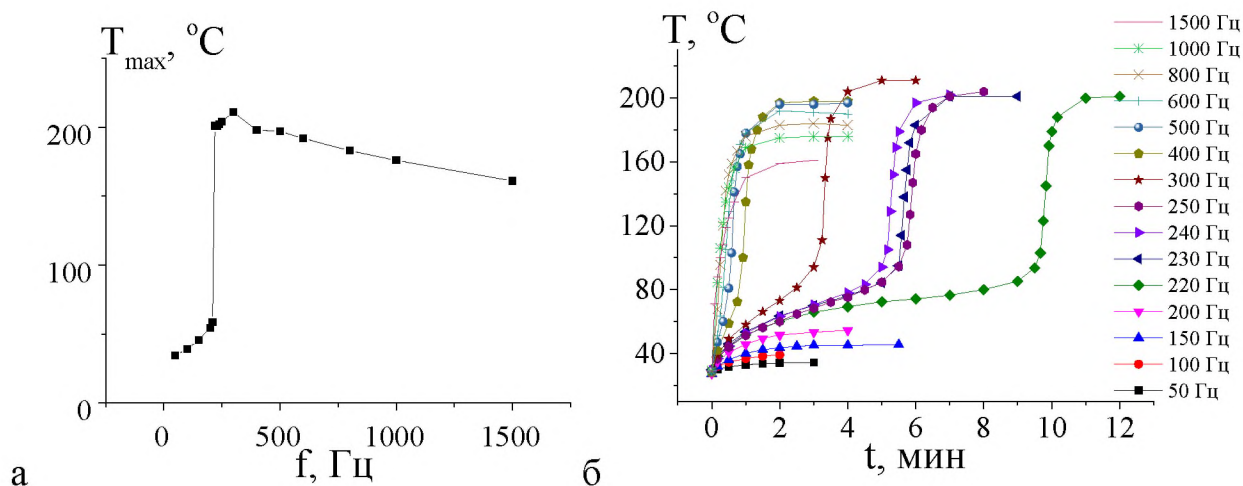 T max, °C
200
100
0
0 500 1000 1500
f, Гц
а
T, °C
200
160
120
80
40
0 2 4 6 8 10 12
t, мин
б
1500 Гц
1000 Гц
800 Гц
600 Гц
500 Гц
400 Гц
300 Гц
250 Гц
240 Гц
230 Гц
220 Гц
200 Гц
150 Гц
100 Гц
50 Гц